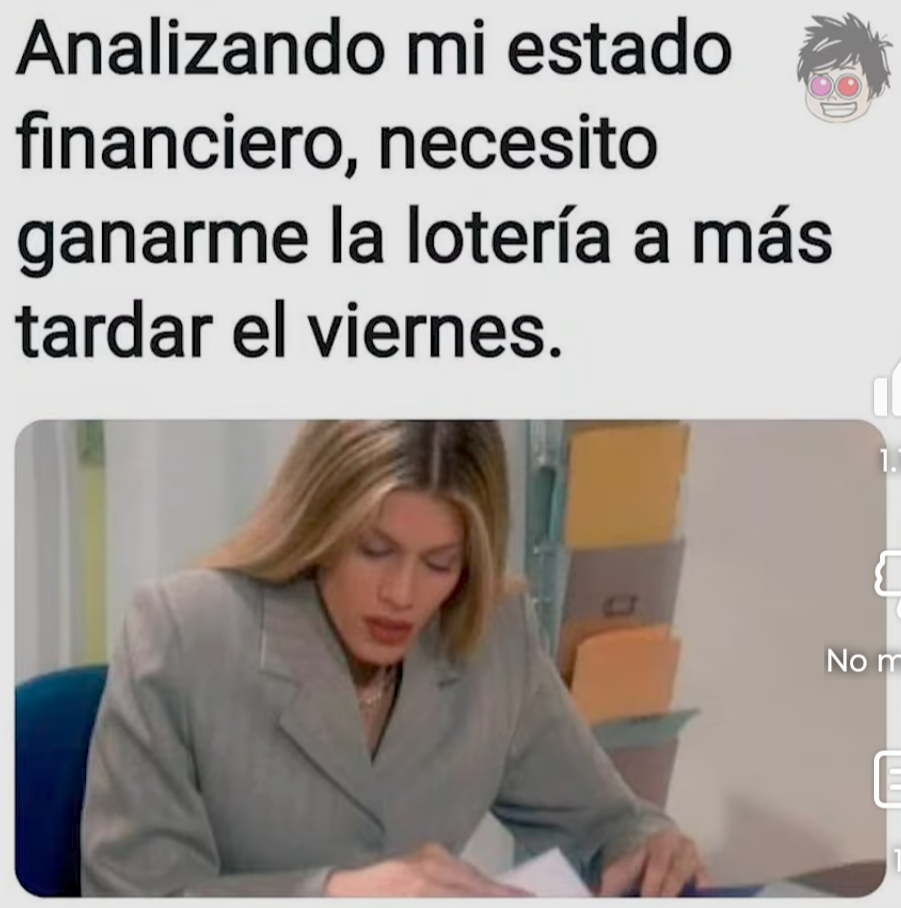 Analizando mi estado
financiero, necesito
ganarme la lotería a más
tardar el viernes.
No